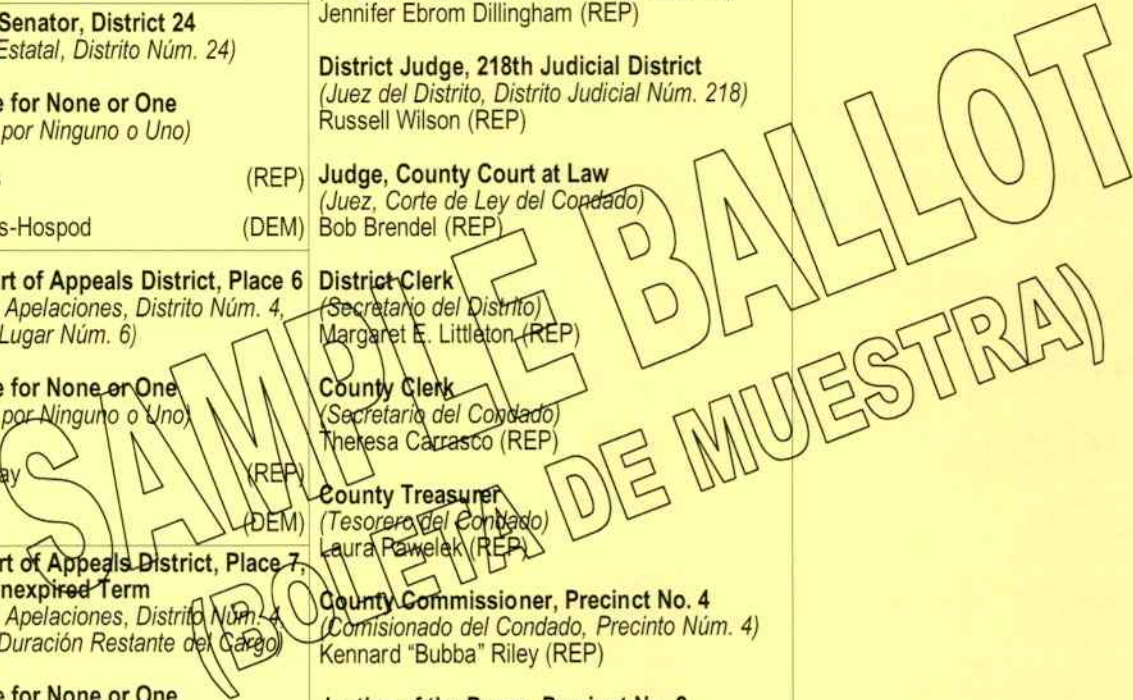 Senator, District 24
Estatal, Distrito Núm. 24)
e for None or One
por Ninguno o Uno)
(REP)
s-Hospod (DEM)
rt of Appeals District, Place 6
Apelaciones, Distrito Núm. 4,
Lugar Núm. 6)
e for None or One
por Ninguno o Uno)
ay (REP)
(DEM)
rt of Appeals District, Place 7,
nexpired Term
Apelaciones, Distrito Núm. 4
Duración Restante del Cargo)
e for None or One
Jennifer Ebrom Dillingham (REP)
District Judge, 218th Judicial District
(Juez del Distrito, Distrito Judicial Núm. 218)
Russell Wilson (REP)
Judge, County Court at Law
(Juez, Corte de Ley del Condado)
Bob Brendel (REP)
District Clerk
(Secretario del Distrito)
Margaret E. Littleton (REP)
County Clerk
(Secretario del Condado)
Theresa Carrasco (REP)
County Treasurer
(Tesorero del Condado)
Laura Pawelek (REP)
County Commissioner, Precinct No. 4
(Comisionado del Condado, Precinto Núm. 4)
Kennard “Bubba” Riley (REP)
SAMPLE BALLOT
(BOLETA DE MUESTRA)